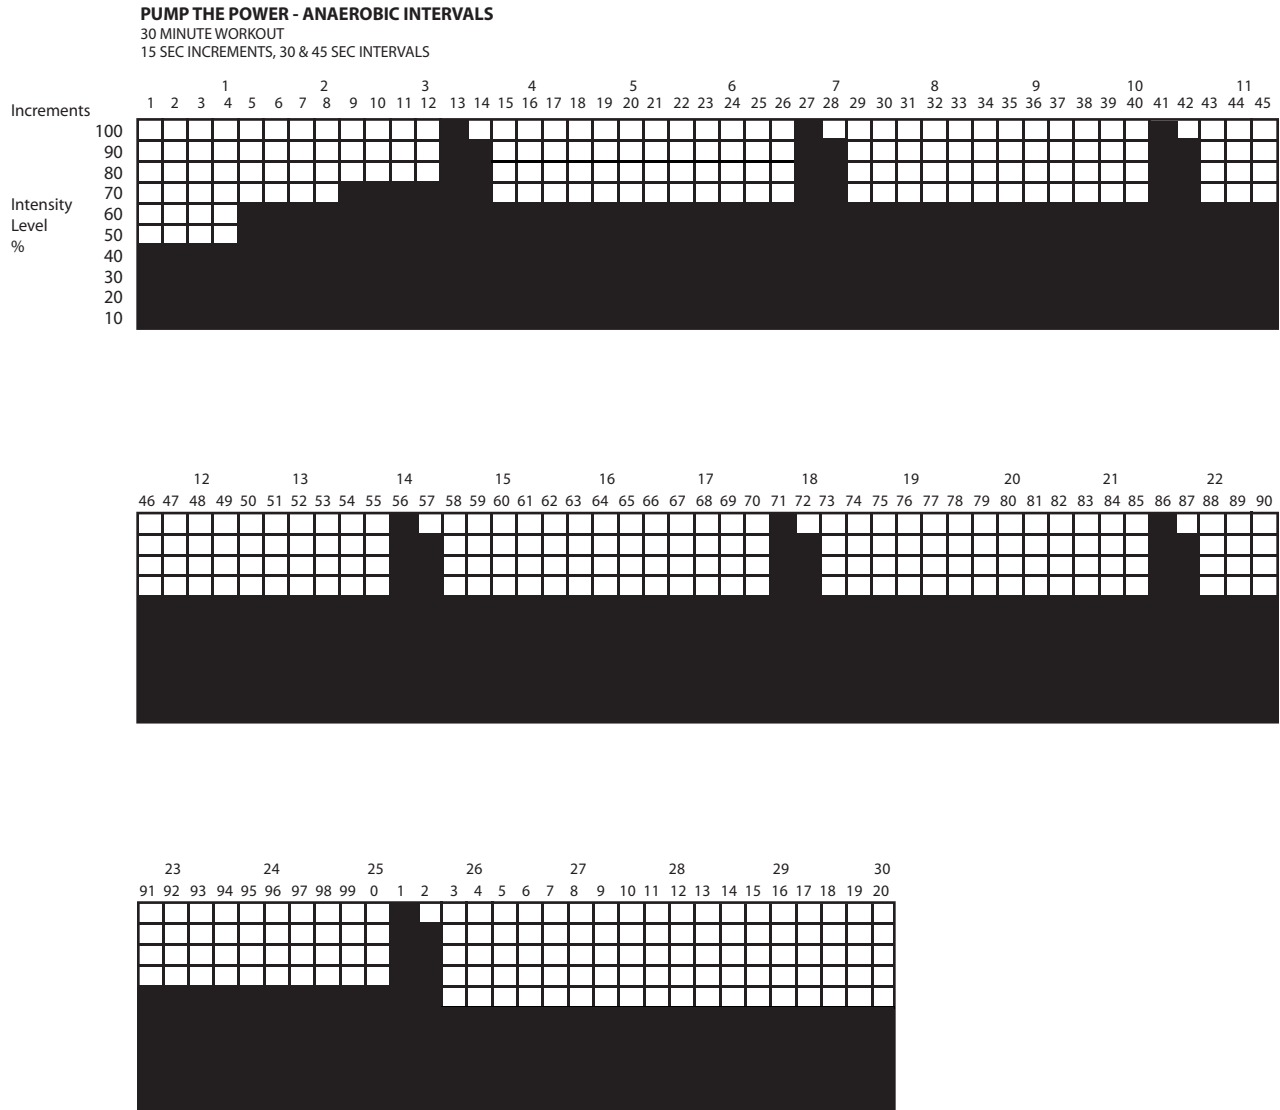 PUMP THE POWER - ANAEROBIC INTERVALS
30 MINUTE WORKOUT
15 SEC INCREMENTS, 30 & 45 SEC INTERVALS
1 2 3 4 5 6 7 8 9 10 11
Increments 1 2 3 4 5 6 7 8 9 10 11 12 13 14 15 16 17 18 19 20 21 22 23 24 25 26 27 28 29 30 31 32 33 34 35 36 37 38 39 40 41 42 43 44 45
100
90
80
70
Intensity 60
Level 50
% 40
30
20
10
12 13 14 15 16 17 18 19 20 21 22
46 47 48 49 50 51 52 53 54 55 56 57 58 59 60 61 62 63 64 65 66 67 68 69 70 71 72 73 74 75 76 77 78 79 80 81 82 83 84 85 86 87 88 89 90
23 24 25 26 27 28 29 30
91 92 93 94 95 96 97 98 99 0 1 2 3 4 5 6 7 8 9 10 11 12 13 14 15 16 17 18 19 20